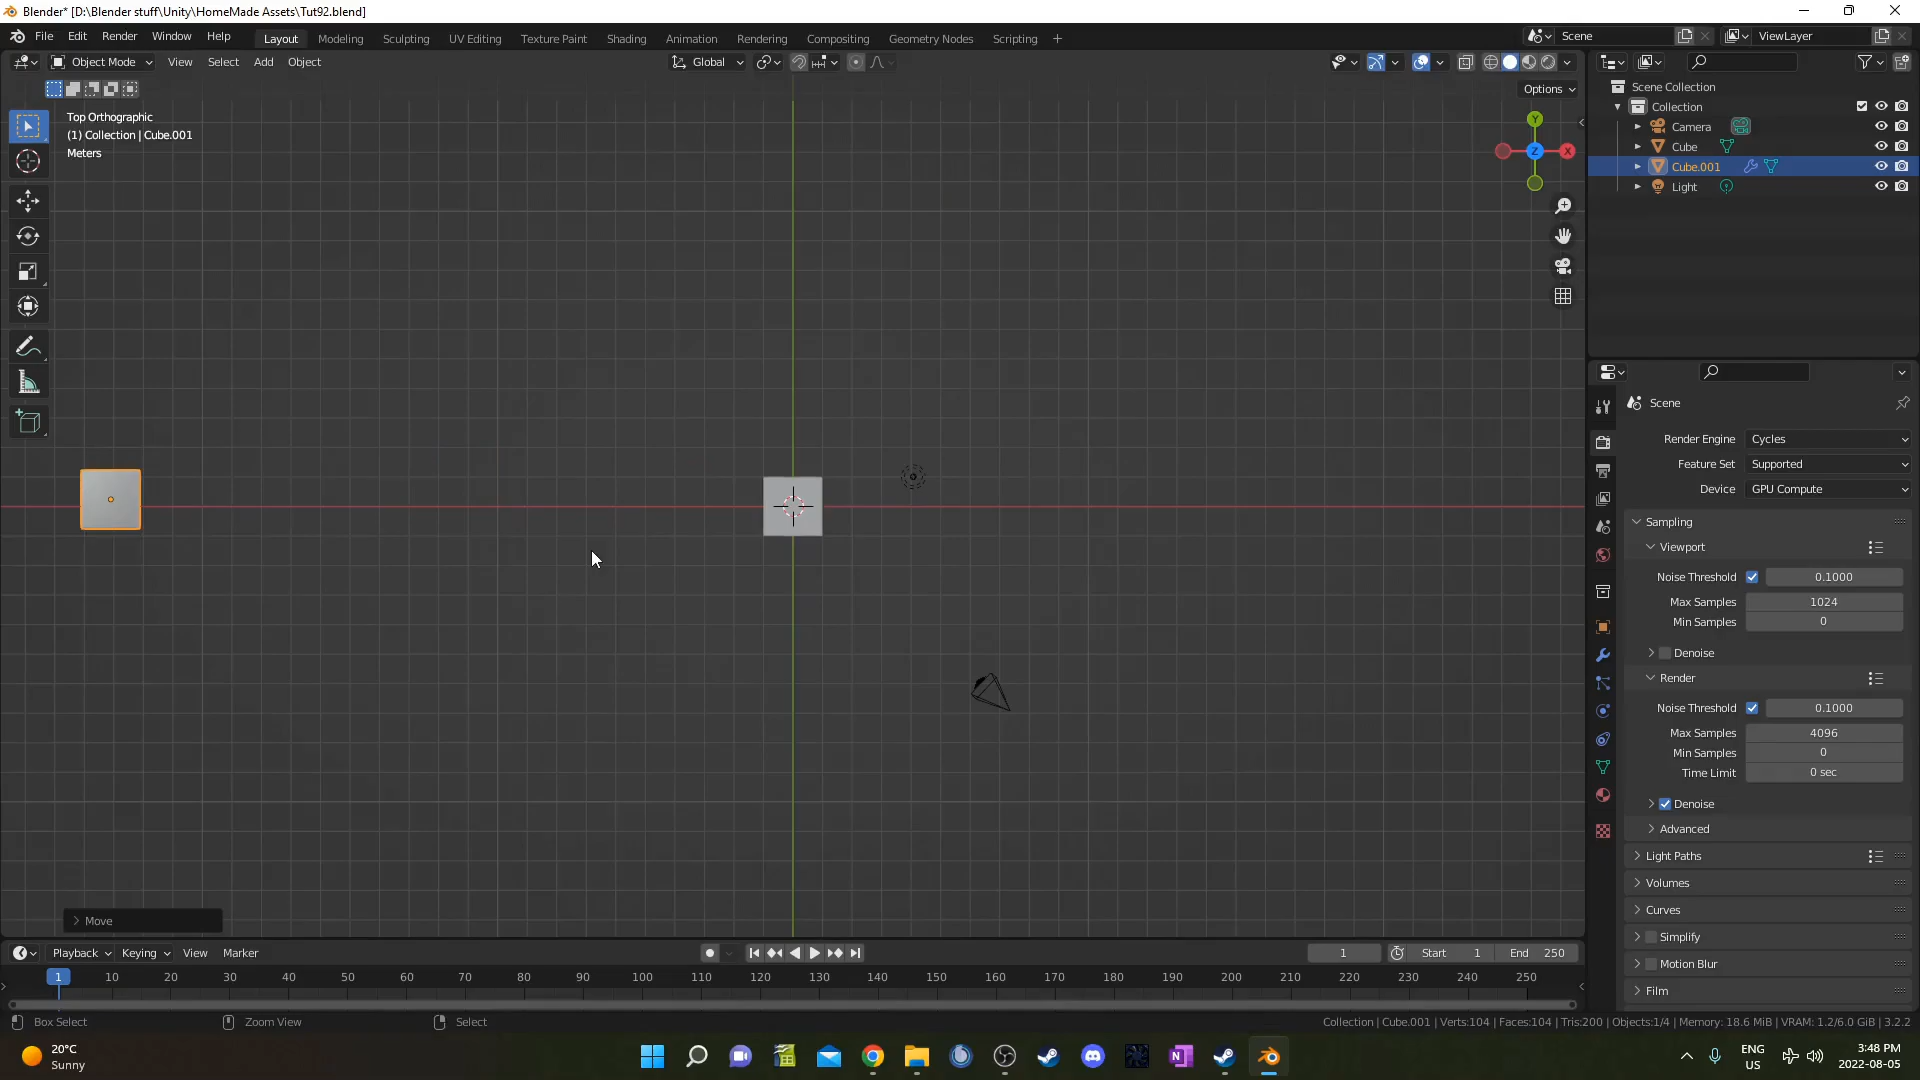 Blender* [D:\Blender stuff\Unity\HomeMade Assets\Tut92.blend]
File Edit Render Window Help Layout Modeling Sculpting UV Editing Texture Paint Shading Animation Rendering Compositing Geometry Nodes Scripting + Scene ViewLayer
Object Mode View Select Add Object Global
Options
Top Orthographic
(1) Collection | Cube.001
Meters
Y
Z
X
Scene Collection
Collection
Camera
Cube
Cube.001
Light
Scene
Render Engine Cycles
Feature Set Supported
Device GPU Compute
Sampling
Viewport
Noise Threshold 0.1000
Max Samples 1024
Min Samples 0
Denoise
Render
Noise Threshold 0.1000
Max Samples 4096
Min Samples 0
Time Limit 0 sec
Denoise
Advanced
Light Paths
Volumes
Curves
Simplify
Motion Blur
Film
Move
Playback Keying View Marker 1 Start 1 End 250
1 10 20 30 40 50 60 70 80 90 100 110 120 130 140 150 160 170 180 190 200 210 220 230 240 250
Box Select Zoom View Select
Collection | Cube.001 | Verts:104 | Faces:104 | Tris:200 | Objects:1/4 | Memory: 18.6 MiB | VRAM: 1.2/6.0 GiB | 3.2.2
20°C
Sunny
ENG
US
3:48 PM
2022-08-05